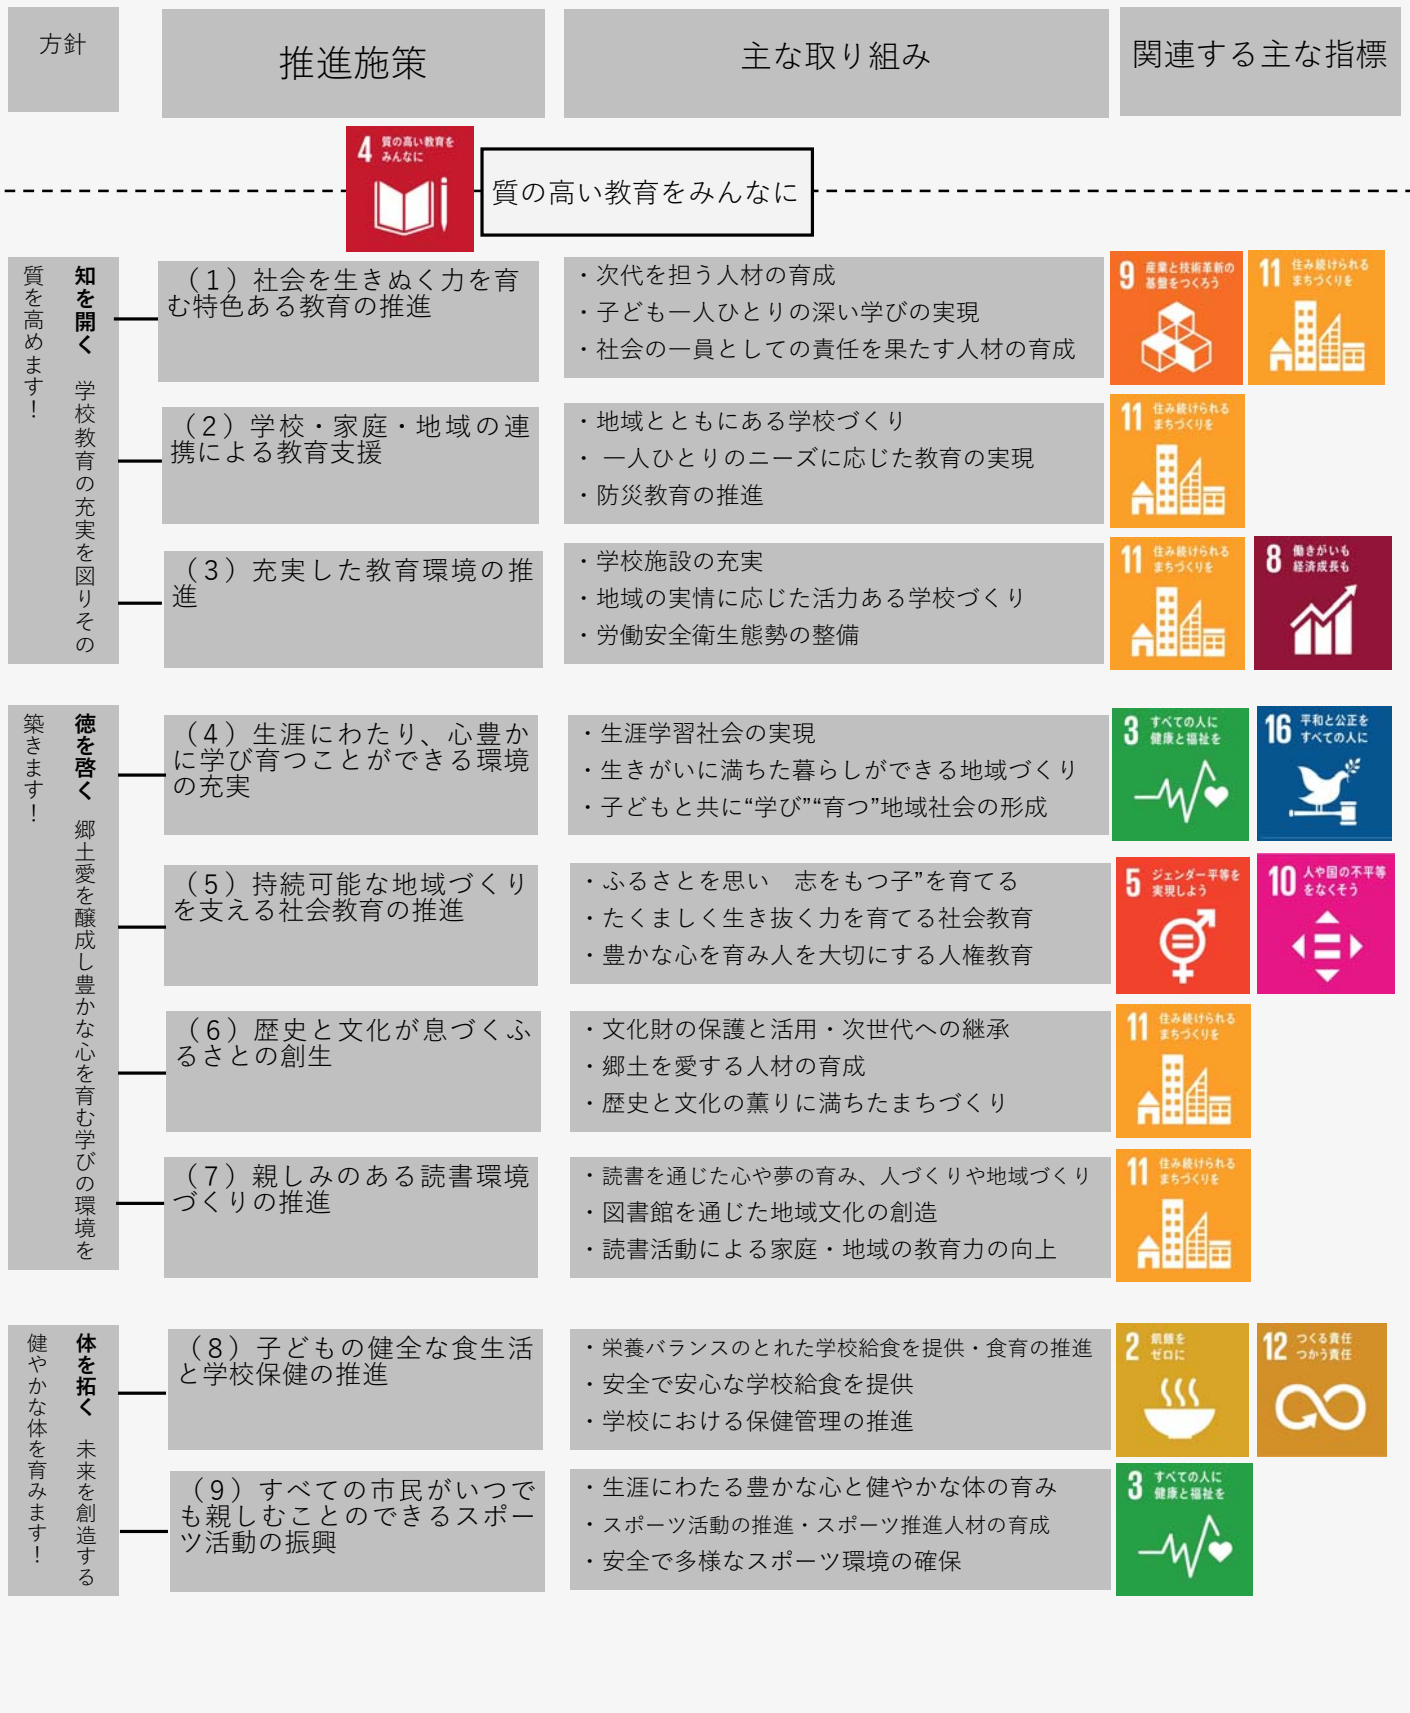 方針
推進施策
主な取り組み
関連する主な指標
4 質の高い教育を
みんなに
質の高い教育をみんなに
知を開く 学校教育の充実を図りその
質を高めます！
（1）社会を生きぬく力を育
む特色ある教育の推進
・次代を担う人材の育成
・子ども一人ひとりの深い学びの実現
・社会の一員としての責任を果たす人材の育成
9 産業と技術革新の
基盤をつくろう
11 住み続けられる
まちづくりを
（2）学校・家庭・地域の連
携による教育支援
・地域とともにある学校づくり
・ 一人ひとりのニーズに応じた教育の実現
・防災教育の推進
11 住み続けられる
まちづくりを
（3）充実した教育環境の推
進
・学校施設の充実
・地域の実情に応じた活力ある学校づくり
・労働安全衛生態勢の整備
11 住み続けられる
まちづくりを
8 働きがいも
経済成長も
徳を啓く 郷土愛を醸成し豊かな心を育む学びの環境を
築きます！
（4）生涯にわたり、心豊か
に学び育つことができる環境
の充実
・生涯学習社会の実現
・生きがいに満ちた暮らしができる地域づくり
・子どもと共に“学び”“育つ”地域社会の形成
3 すべての人に
健康と福祉を
16 平和と公正を
すべての人に
（5）持続可能な地域づくり
を支える社会教育の推進
・ふるさとを思い　志をもつ子”を育てる
・たくましく生き抜く力を育てる社会教育
・豊かな心を育み人を大切にする人権教育
5 ジェンダー平等を
実現しよう
10 人や国の不平等
をなくそう
（6）歴史と文化が息づくふ
るさとの創生
・文化財の保護と活用・次世代への継承
・郷土を愛する人材の育成
・歴史と文化の薫りに満ちたまちづくり
11 住み続けられる
まちづくりを
（7）親しみのある読書環境
づくりの推進
・読書を通じた心や夢の育み、人づくりや地域づくり
・図書館を通じた地域文化の創造
・読書活動による家庭・地域の教育力の向上
11 住み続けられる
まちづくりを
体を拓く 未来を創造する
健やかな体を育みます！
（8）子どもの健全な食生活
と学校保健の推進
・栄養バランスのとれた学校給食を提供・食育の推進
・安全で安心な学校給食を提供
・学校における保健管理の推進
2 飢餓を
ゼロに
12 つくる責任
つかう責任
（9）すべての市民がいつで
も親しむことのできるスポー
ツ活動の振興
・生涯にわたる豊かな心と健やかな体の育み
・スポーツ活動の推進・スポーツ推進人材の育成
・安全で多様なスポーツ環境の確保
3 すべての人に
健康と福祉を